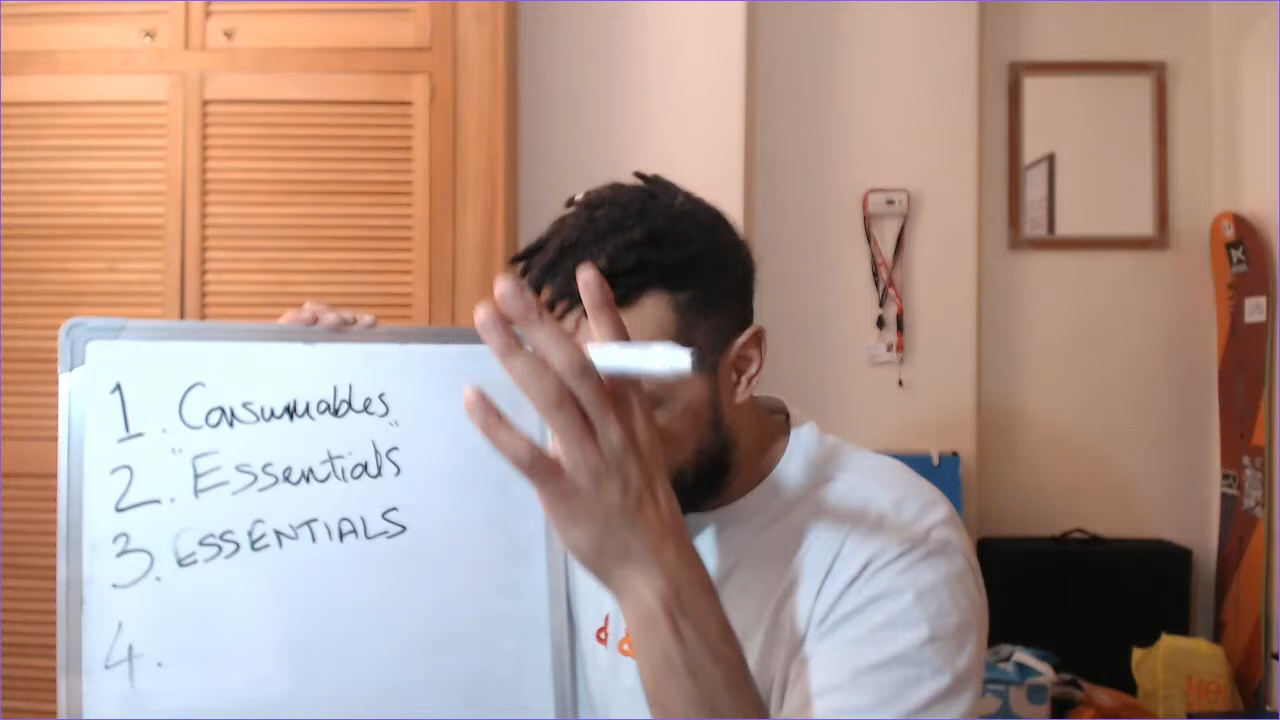 1. Consumables
2. "Essentials"
3. ESSENTIALS
4.